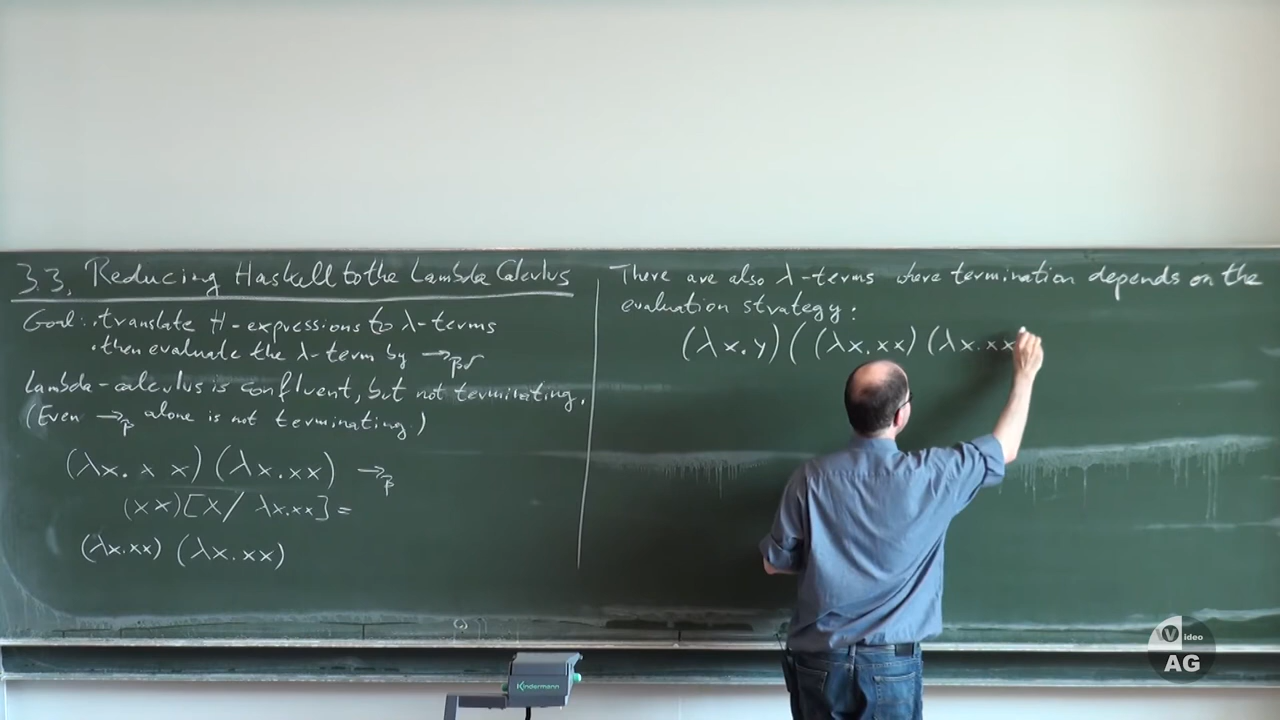 3.3. Reducing Haskell to the Lambda Calculus
Goal: • translate H-expressions to λ-terms
• then evaluate the λ-term by →βδ
Lambda-calculus is confluent, but not terminating.
(Even →β alone is not terminating.)
(λx. x x) (λx. xx) →β
(xx)[x/ λx.xx] =
(λx.xx) (λx.xx)
There are also λ-terms where termination depends on the
evaluation strategy:
(λx.y) ( (λx.xx) (λx.xx
Kindermann
Video
AG